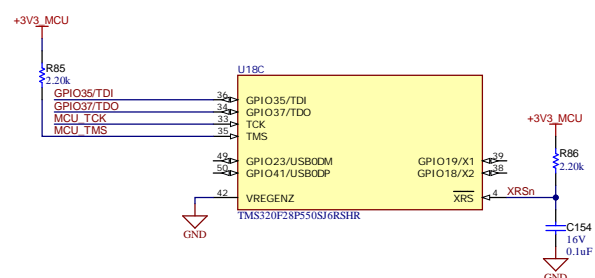 +3V3_MCU
R85
2.20k
U18C
GPIO35/TDI 36 GPIO35/TDI
GPIO37/TDO 34 GPIO37/TDO
MCU_TCK 33 TCK
MCU_TMS 35 TMS
49 GPIO23/USB0DM GPIO19/X1 39
50 GPIO41/USB0DP GPIO18/X2 38
42 VREGENZ XRS 4 XRSn
TMS320F28P550SJ6RSHR
GND
+3V3_MCU
R86
2.20k
C154
16V
0.1uF
GND